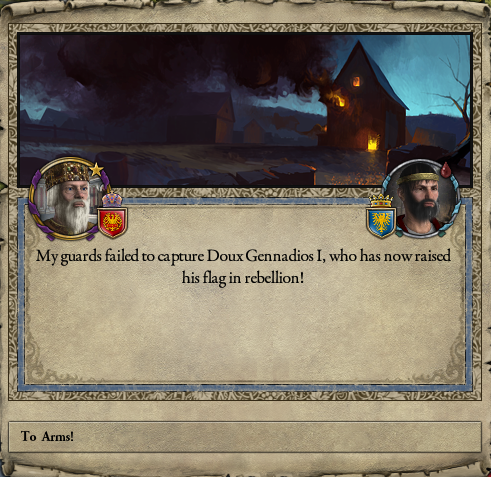 My guards failed to capture Doux Gennadios I, who has now raised
his flag in rebellion!
To Arms!